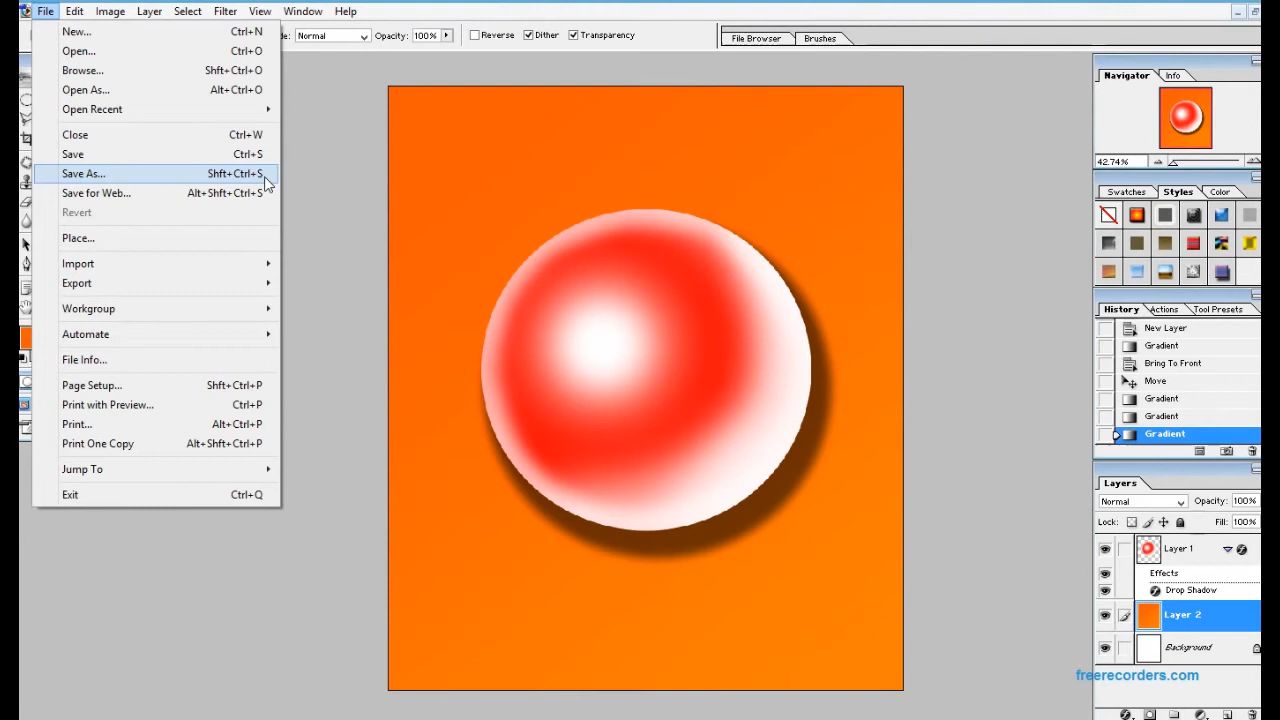 File Edit Image Layer Select Filter View Window Help
Normal Opacity: 100% Reverse Dither Transparency File Browser Brushes
New... Ctrl+N
Open... Ctrl+O
Browse... Shft+Ctrl+O
Open As... Alt+Ctrl+O
Open Recent
Close Ctrl+W
Save Ctrl+S
Save As... Shft+Ctrl+S
Save for Web... Alt+Shft+Ctrl+S
Revert
Place...
Import
Export
Workgroup
Automate
File Info...
Page Setup... Shft+Ctrl+P
Print with Preview... Ctrl+P
Print... Alt+Ctrl+P
Print One Copy Alt+Shft+Ctrl+P
Jump To
Exit Ctrl+Q
Navigator Info
42.74%
Swatches Styles Color
History Actions Tool Presets
New Layer
Gradient
Bring To Front
Move
Gradient
Gradient
Gradient
Layers
Normal Opacity: 100%
Lock: Fill: 100%
Layer 1
Effects
Drop Shadow
Layer 2
Background
freerecorders.com